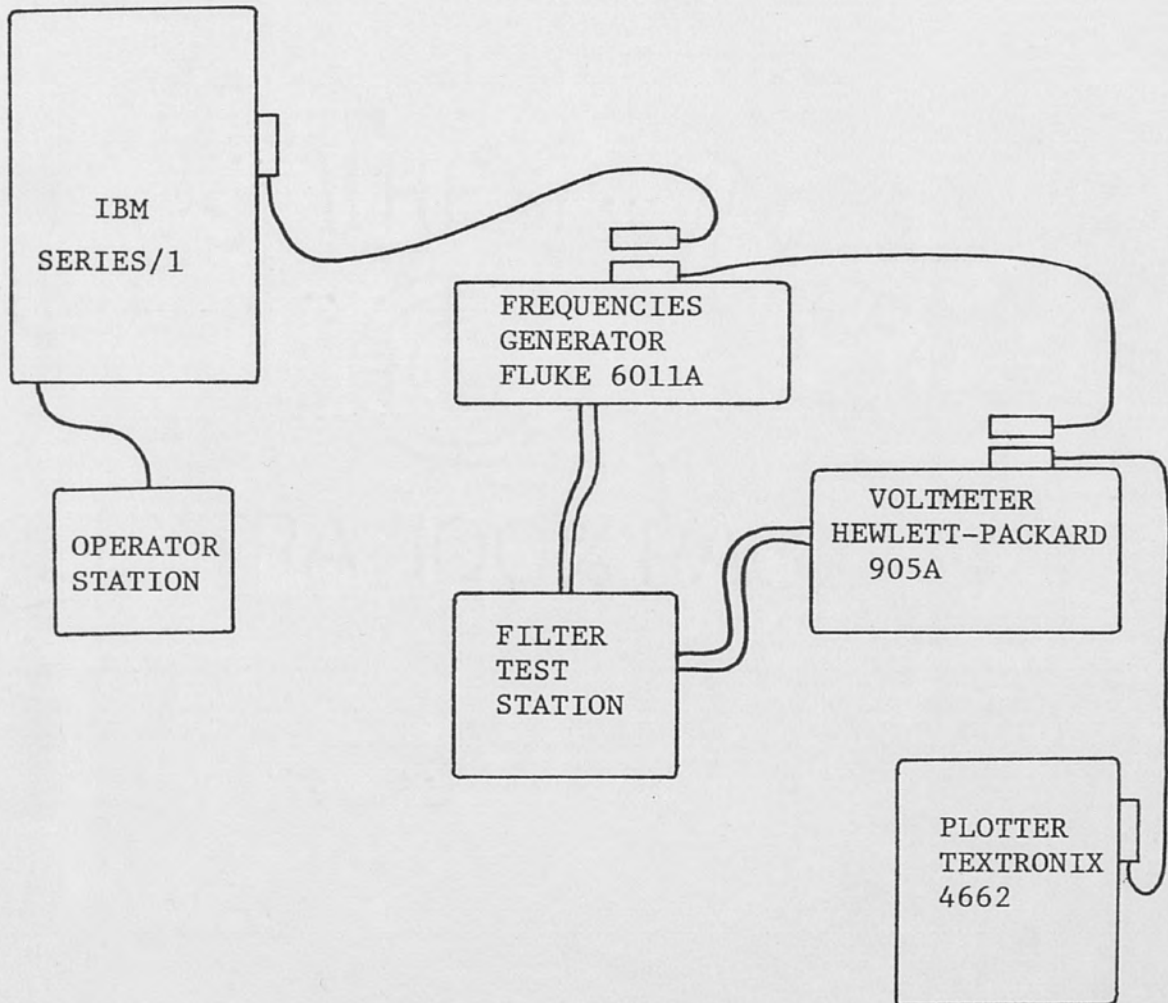 IBM
SERIES/1
FREQUENCIES
GENERATOR
FLUKE 6011A
OPERATOR
STATION
VOLTMETER
HEWLETT-PACKARD
905A
FILTER
TEST
STATION
PLOTTER
TEXTRONIX
4662